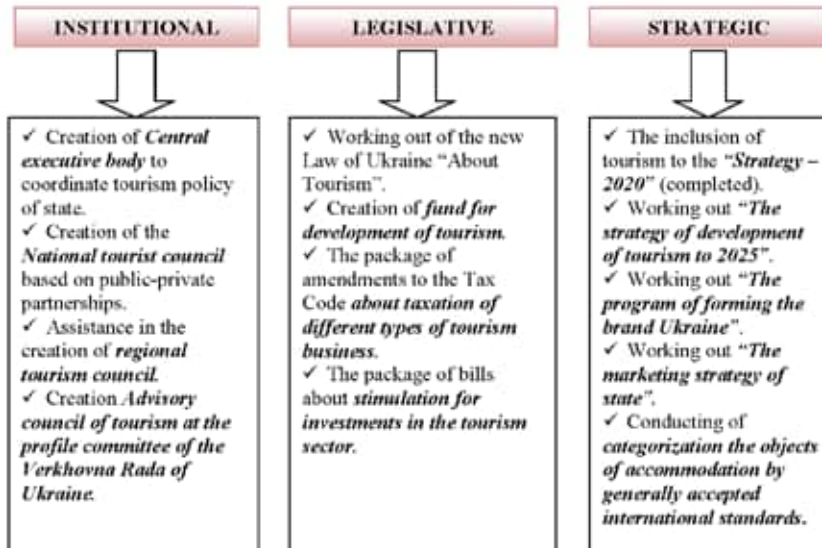 INSTITUTIONAL
✓ Creation of Central
executive body to
coordinate tourism policy
of state.
✓ Creation of the
National tourist council
based on public-private
partnerships.
✓ Assistance in the
creation of regional
tourism council.
✓ Creation Advisory
council of tourism at the
profile committee of the
Verkhovna Rada of
Ukraine.
LEGISLATIVE
✓ Working out of the new
Law of Ukraine “About
Tourism”.
✓ Creation of fund for
development of tourism.
✓ The package of
amendments to the Tax
Code about taxation of
different types of tourism
business.
✓ The package of bills
about stimulation for
investments in the tourism
sector.
STRATEGIC
✓ The inclusion of
tourism to the “Strategy –
2020” (completed).
✓ Working out “The
strategy of development
of tourism to 2025”.
✓ Working out “The
program of forming the
brand Ukraine”.
✓ Working out “The
marketing strategy of
state”.
✓ Conducting of
categorization the objects
of accommodation by
generally accepted
international standards.